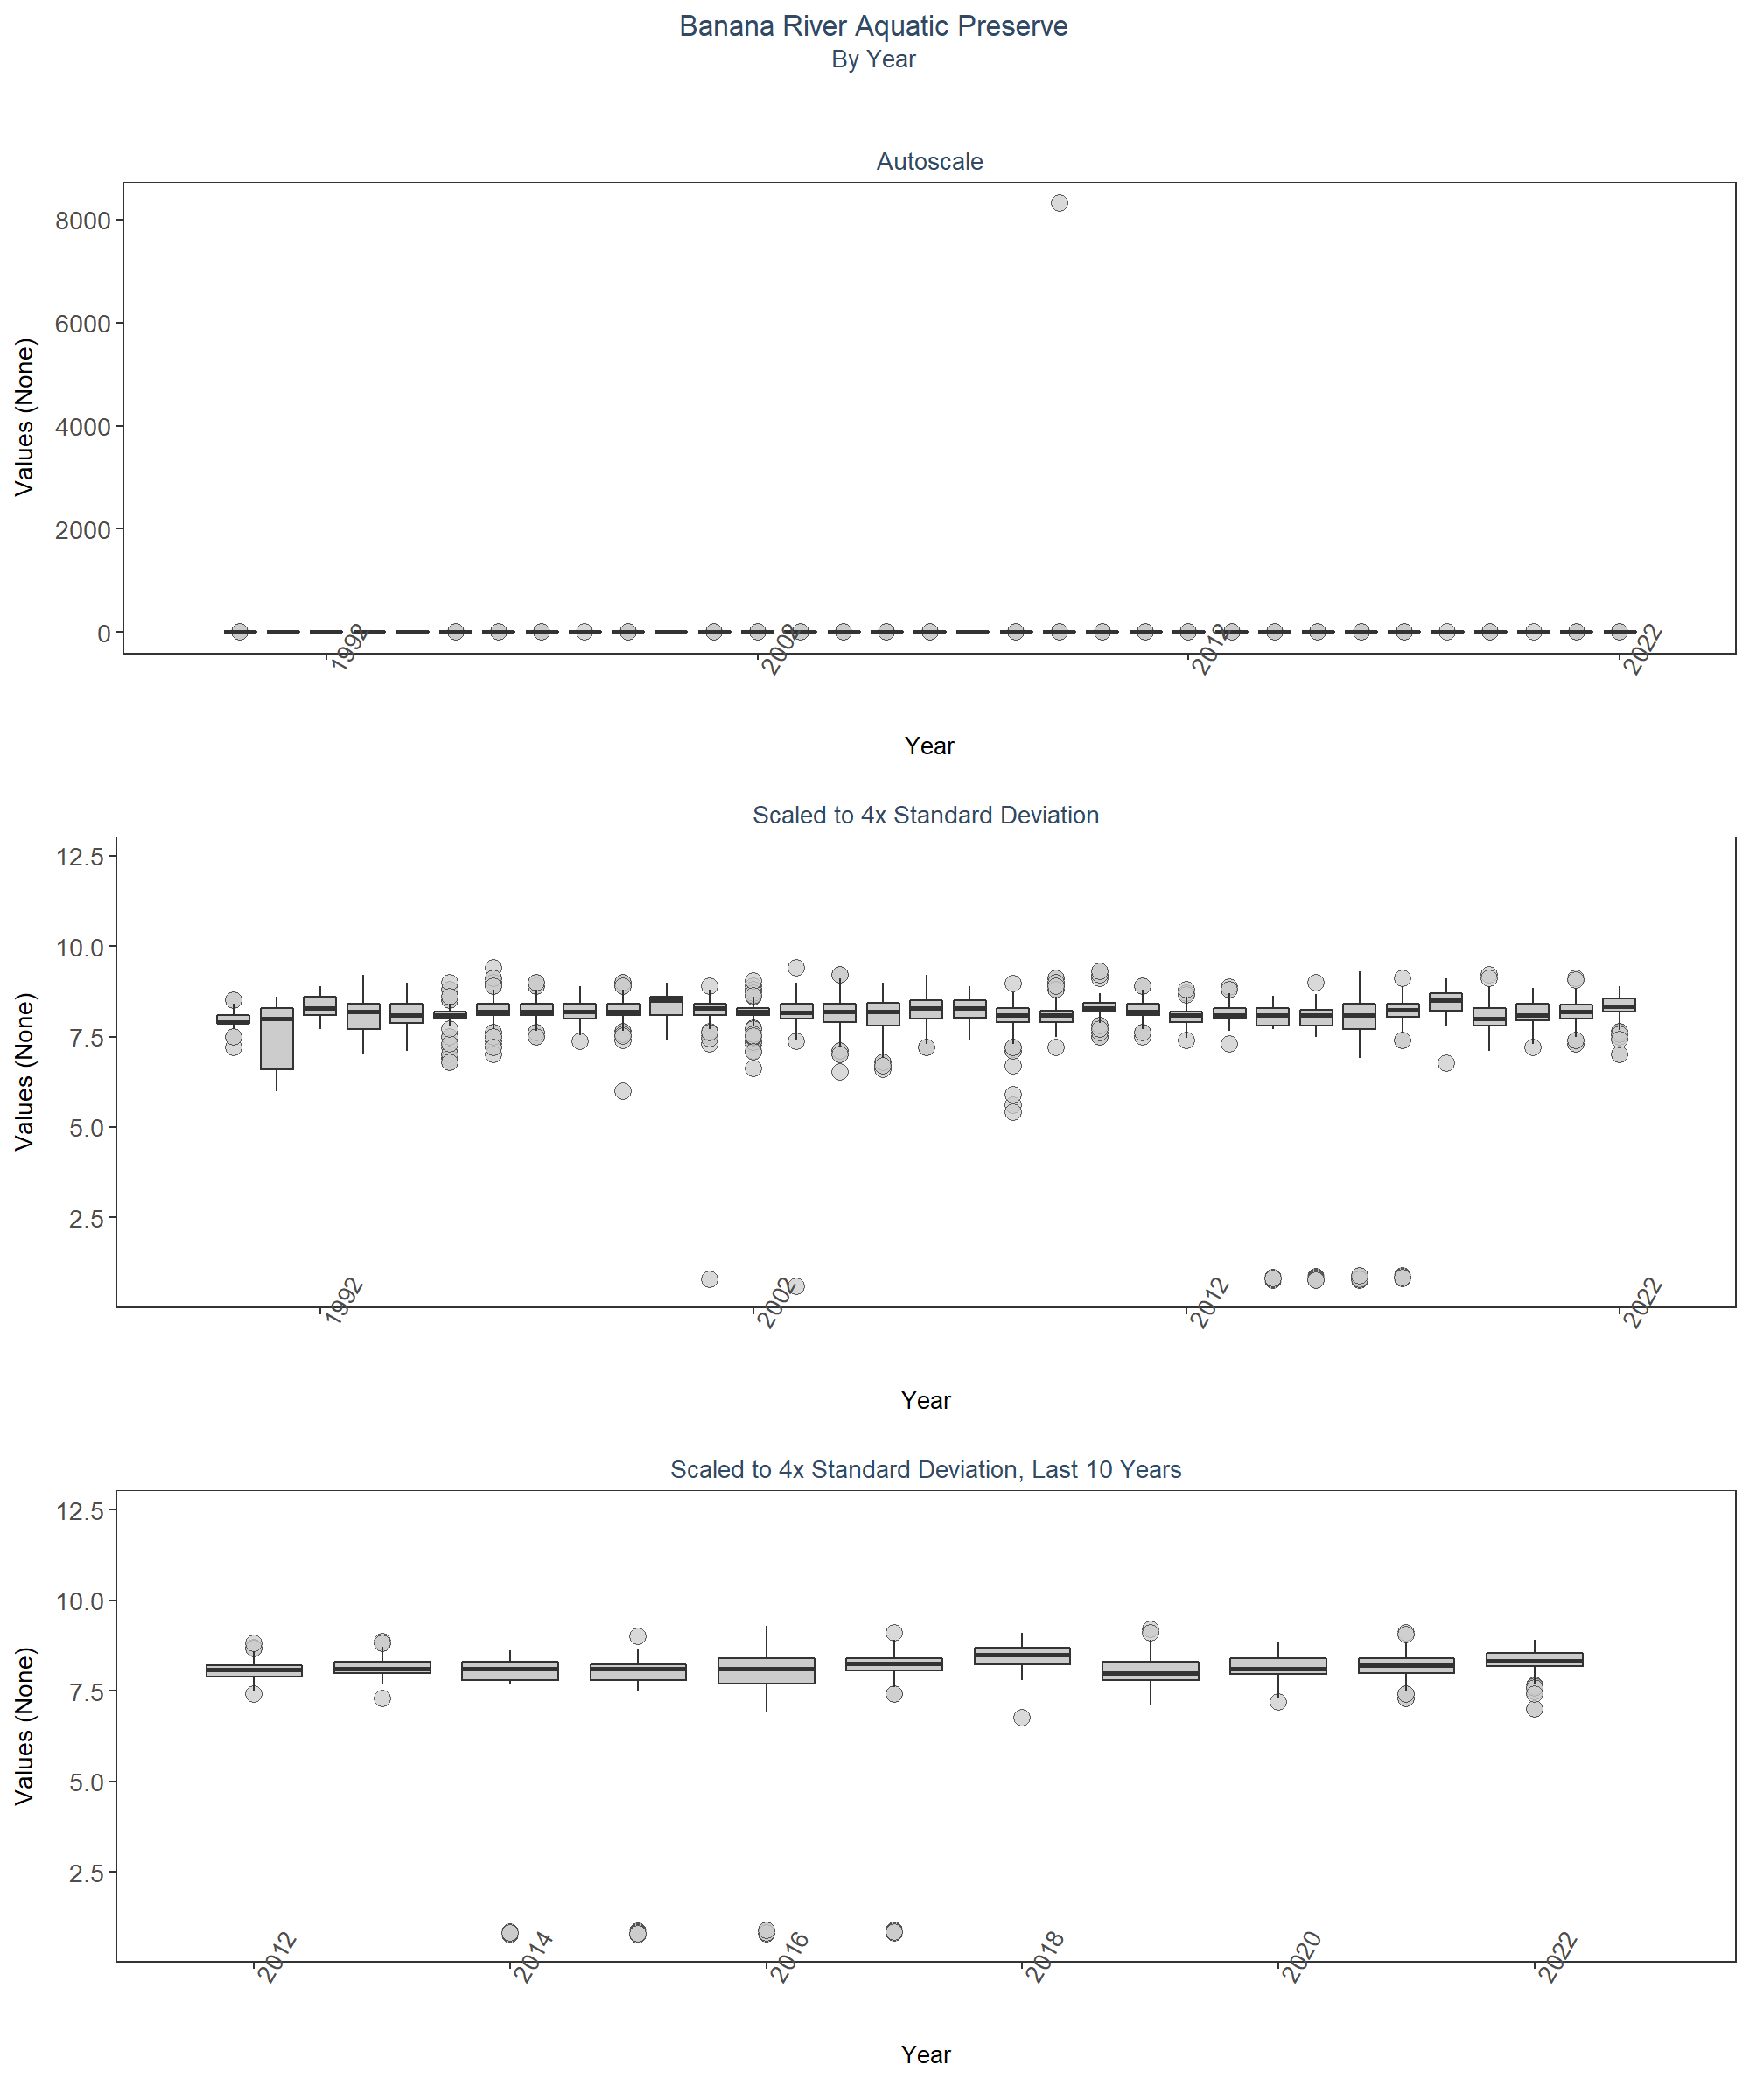 Banana River Aquatic Preserve
By Year
Autoscale
8000
6000
4000
2000
0
Values (None)
1992
2002
2012
2022
Year
Scaled to 4x Standard Deviation
12.5
10.0
7.5
5.0
2.5
Values (None)
1992
2002
2012
2022
Year
Scaled to 4x Standard Deviation, Last 10 Years
12.5
10.0
7.5
5.0
2.5
Values (None)
2012
2014
2016
2018
2020
2022
Year